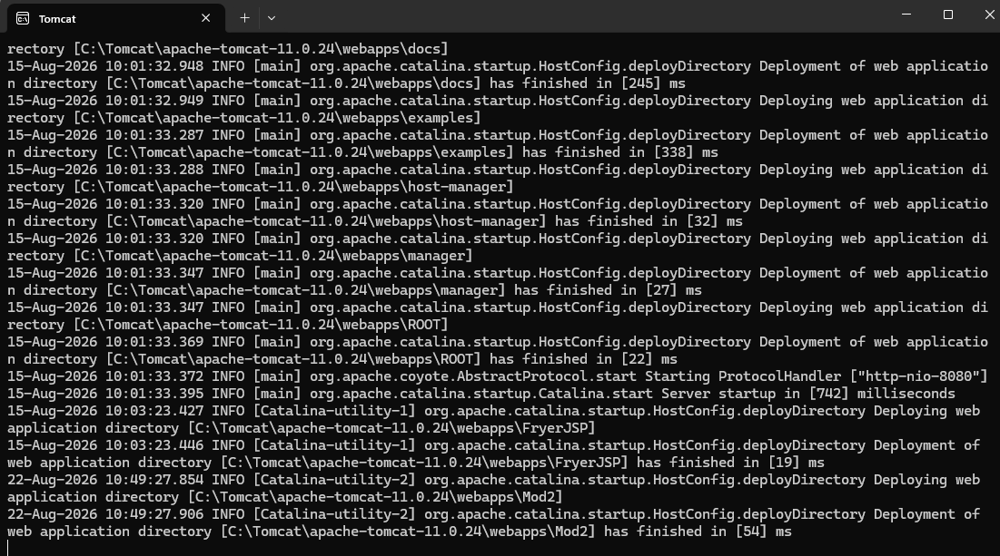 Tomcat
rectory [C:\Tomcat\apache-tomcat-11.0.24\webapps\docs]
15-Aug-2026 10:01:32.948 INFO [main] org.apache.catalina.startup.HostConfig.deployDirectory Deployment of web applicatio
n directory [C:\Tomcat\apache-tomcat-11.0.24\webapps\docs] has finished in [245] ms
15-Aug-2026 10:01:32.949 INFO [main] org.apache.catalina.startup.HostConfig.deployDirectory Deploying web application di
rectory [C:\Tomcat\apache-tomcat-11.0.24\webapps\examples]
15-Aug-2026 10:01:33.287 INFO [main] org.apache.catalina.startup.HostConfig.deployDirectory Deployment of web applicatio
n directory [C:\Tomcat\apache-tomcat-11.0.24\webapps\examples] has finished in [338] ms
15-Aug-2026 10:01:33.288 INFO [main] org.apache.catalina.startup.HostConfig.deployDirectory Deploying web application di
rectory [C:\Tomcat\apache-tomcat-11.0.24\webapps\host-manager]
15-Aug-2026 10:01:33.320 INFO [main] org.apache.catalina.startup.HostConfig.deployDirectory Deployment of web applicatio
n directory [C:\Tomcat\apache-tomcat-11.0.24\webapps\host-manager] has finished in [32] ms
15-Aug-2026 10:01:33.320 INFO [main] org.apache.catalina.startup.HostConfig.deployDirectory Deploying web application di
rectory [C:\Tomcat\apache-tomcat-11.0.24\webapps\manager]
15-Aug-2026 10:01:33.347 INFO [main] org.apache.catalina.startup.HostConfig.deployDirectory Deployment of web applicatio
n directory [C:\Tomcat\apache-tomcat-11.0.24\webapps\manager] has finished in [27] ms
15-Aug-2026 10:01:33.347 INFO [main] org.apache.catalina.startup.HostConfig.deployDirectory Deploying web application di
rectory [C:\Tomcat\apache-tomcat-11.0.24\webapps\ROOT]
15-Aug-2026 10:01:33.369 INFO [main] org.apache.catalina.startup.HostConfig.deployDirectory Deployment of web applicatio
n directory [C:\Tomcat\apache-tomcat-11.0.24\webapps\ROOT] has finished in [22] ms
15-Aug-2026 10:01:33.372 INFO [main] org.apache.coyote.AbstractProtocol.start Starting ProtocolHandler ["http-nio-8080"]
15-Aug-2026 10:01:33.395 INFO [main] org.apache.catalina.startup.Catalina.start Server startup in [742] milliseconds
15-Aug-2026 10:03:23.427 INFO [Catalina-utility-1] org.apache.catalina.startup.HostConfig.deployDirectory Deploying web
application directory [C:\Tomcat\apache-tomcat-11.0.24\webapps\FryerJSP]
15-Aug-2026 10:03:23.446 INFO [Catalina-utility-1] org.apache.catalina.startup.HostConfig.deployDirectory Deployment of
web application directory [C:\Tomcat\apache-tomcat-11.0.24\webapps\FryerJSP] has finished in [19] ms
22-Aug-2026 10:49:27.854 INFO [Catalina-utility-2] org.apache.catalina.startup.HostConfig.deployDirectory Deploying web
application directory [C:\Tomcat\apache-tomcat-11.0.24\webapps\Mod2]
22-Aug-2026 10:49:27.906 INFO [Catalina-utility-2] org.apache.catalina.startup.HostConfig.deployDirectory Deployment of
web application directory [C:\Tomcat\apache-tomcat-11.0.24\webapps\Mod2] has finished in [54] ms